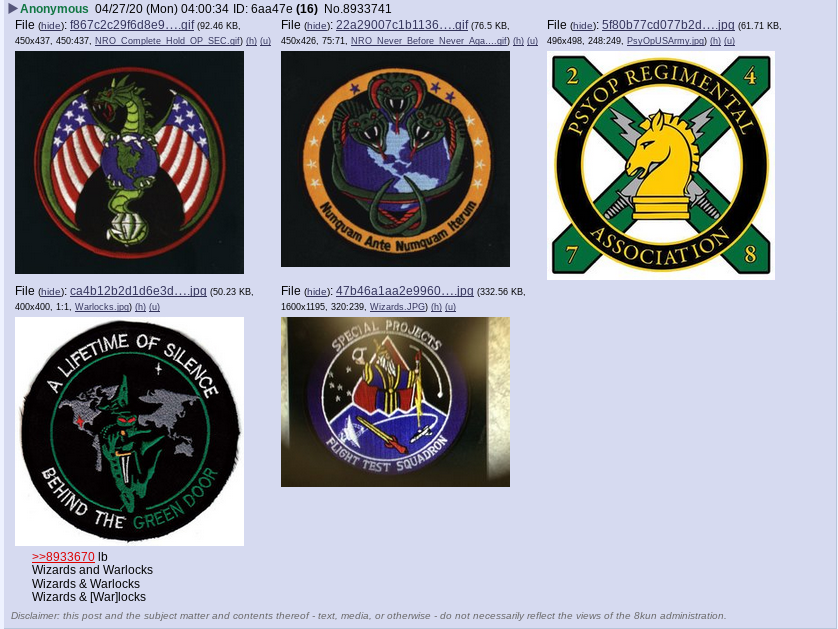 ▶Anonymous 04/27/20 (Mon) 04:00:34 ID: 6aa47e (16) No.8933741
File (hide): f867c2c29f6d8e9….gif (92.46 KB, 450x437, 450:437, NRO_Complete_Hold_OP_SEC.gif) (h) (u)
File (hide): 22a29007c1b1136….gif (76.5 KB, 450x426, 75:71, NRO_Never_Before_Never_Aga….gif) (h) (u)
File (hide): 5f80b77cd077b2d….jpg (61.71 KB, 496x498, 248:249, PsyOpUSArmy.jpg) (h) (u)
Nunquam Ante Numquam Iterum
2 4
PSYOP REGIMENTAL
ASSOCIATION
7 8
File (hide): ca4b12b2d1d6e3d….jpg (50.23 KB, 400x400, 1:1, Warlocks.jpg) (h) (u)
File (hide): 47b46a1aa2e9960….jpg (332.56 KB, 1600x1195, 320:239, Wizards.JPG) (h) (u)
A LIFETIME OF SILENCE
BEHIND THE GREEN DOOR
SPECIAL PROJECTS
FLIGHT TEST SQUADRON
>>8933670 lb
Wizards and Warlocks
Wizards & Warlocks
Wizards & [War]locks
Disclaimer: this post and the subject matter and contents thereof - text, media, or otherwise - do not necessarily reflect the views of the 8kun administration.